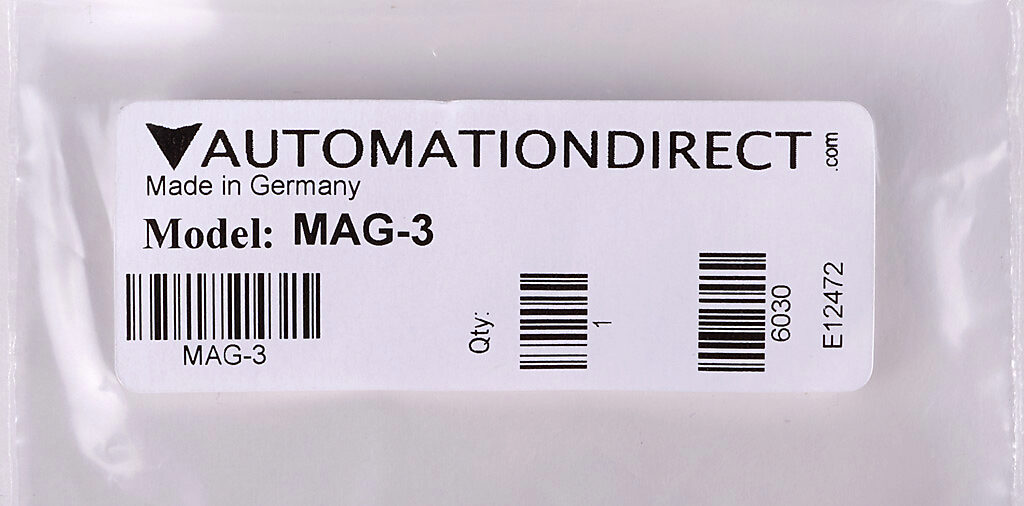 AUTOMATIONDIRECT.com
Made in Germany
Model: MAG-3
MAG-3
Qty:
1
6030
E12472